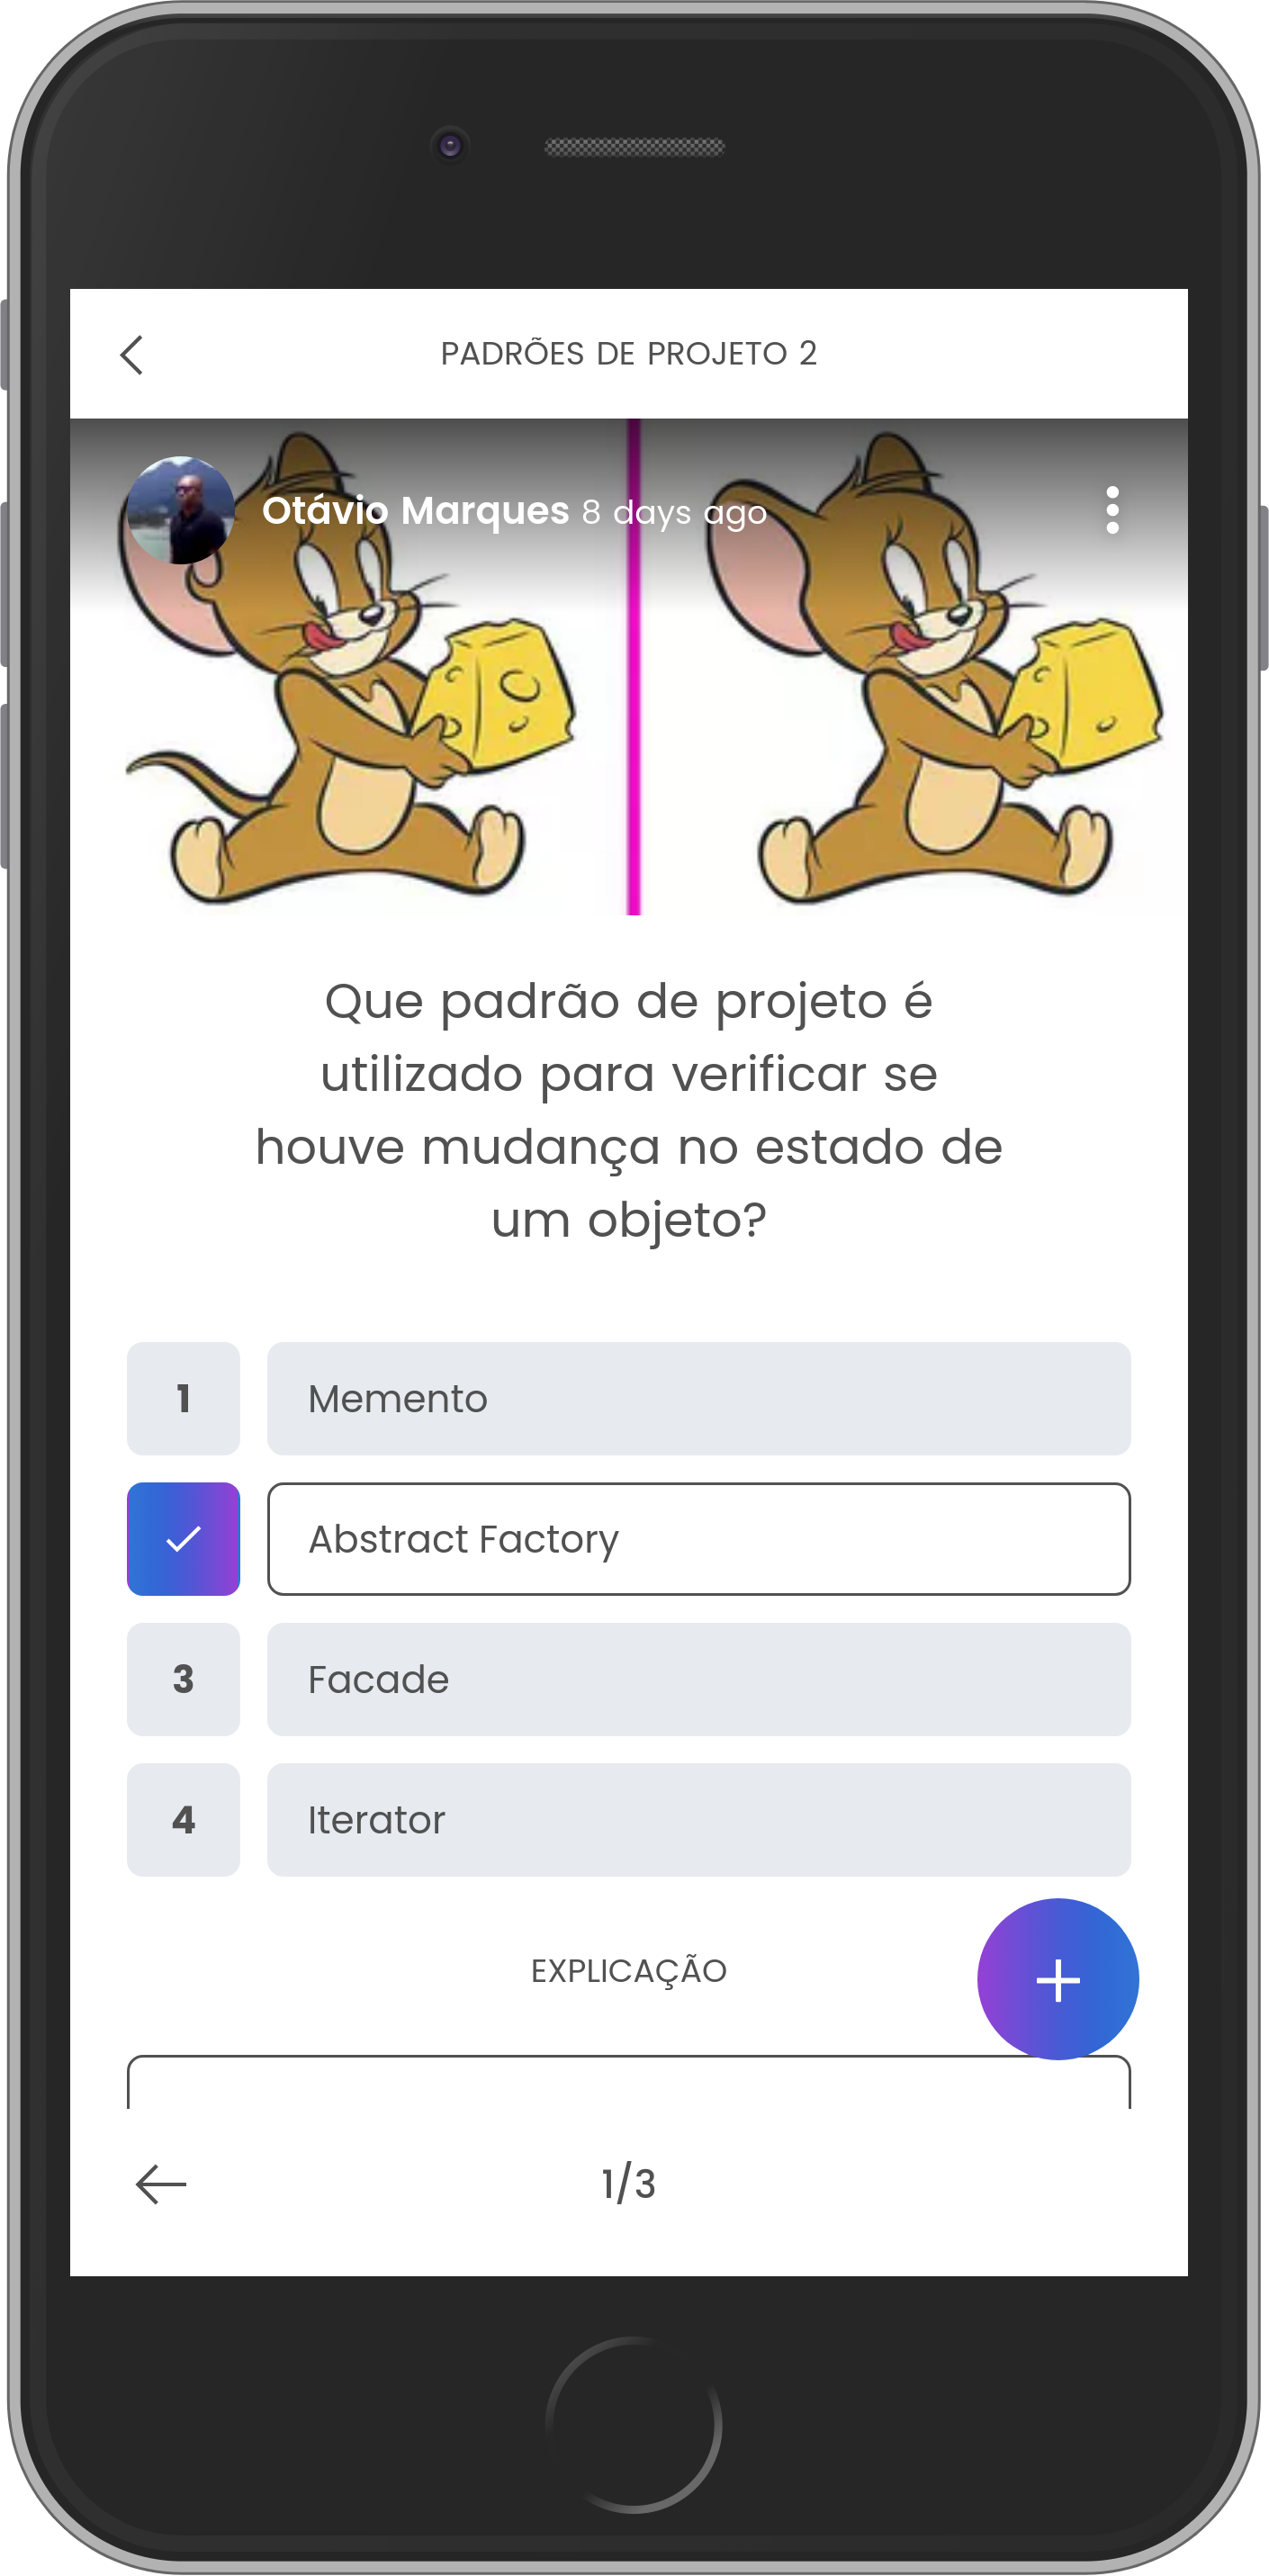 PADRÕES DE PROJETO 2
Otávio Marques 8 days ago
Que padrão de projeto é
utilizado para verificar se
houve mudança no estado de
um objeto?
1 Memento
Abstract Factory
3 Facade
4 Iterator
EXPLICAÇÃO
1/3